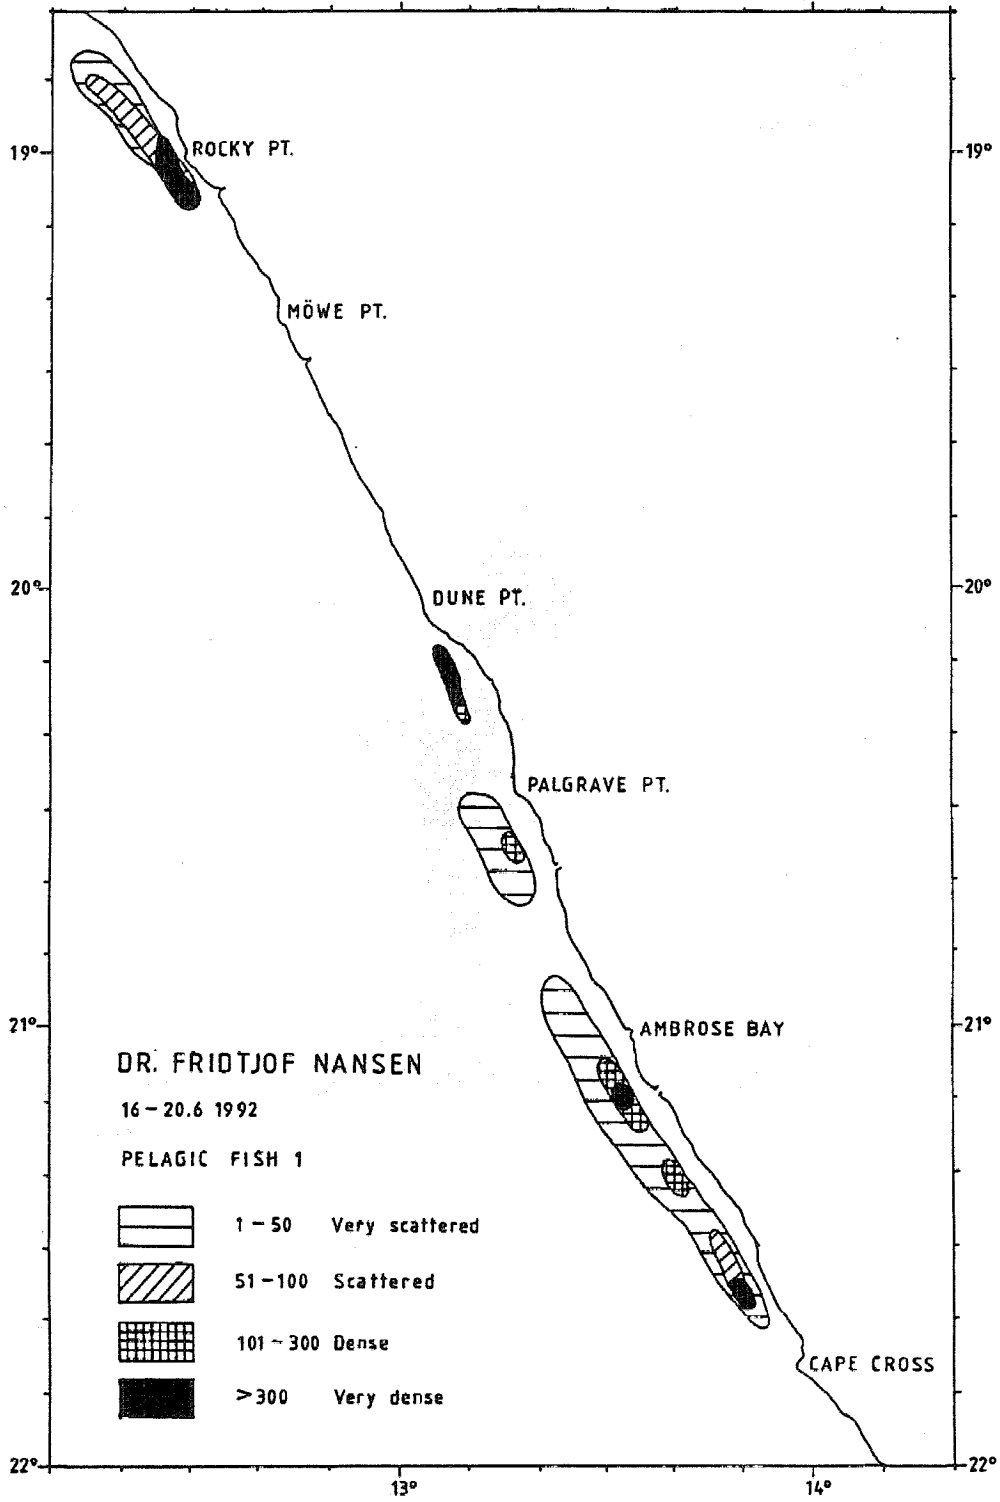 ROCKY PT.
19°
19°
MÖWE PT.
20°
20°
DUNE PT.
PALGRAVE PT.
21°
21°
AMBROSE BAY
DR. FRIDTJOF NANSEN
16-20.6 1992
PELAGIC FISH 1
1-50 Very scattered
51-100 Scattered
101-300 Dense
>300 Very dense
CAPE CROSS
22°
22°
13°
14°